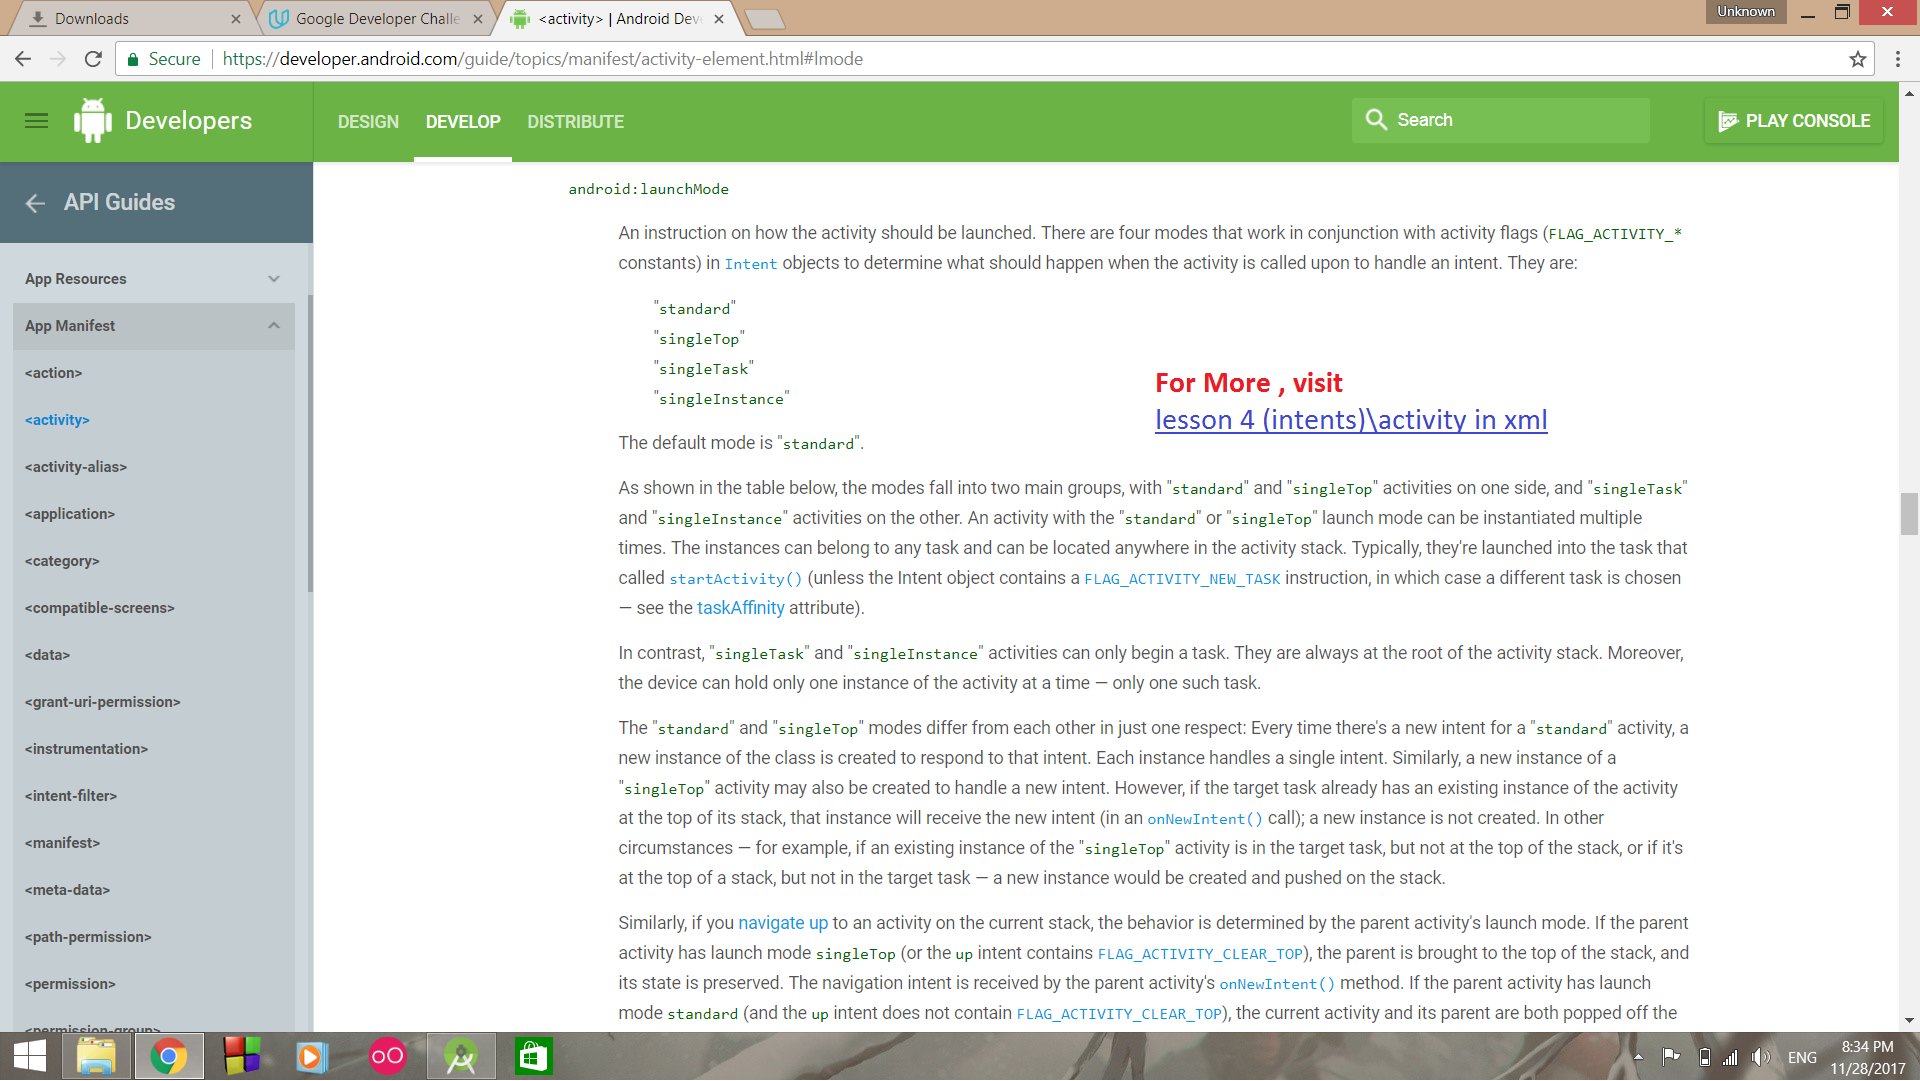 Downloads
Google Developer Challe
<activity> | Android Dev
Unknown
Secure
https://developer.android.com/guide/topics/manifest/activity-element.html#lmode
Developers
DESIGN
DEVELOP
DISTRIBUTE
Search
PLAY CONSOLE
API Guides
App Resources
App Manifest
<action>
<activity>
<activity-alias>
<application>
<category>
<compatible-screens>
<data>
<grant-uri-permission>
<instrumentation>
<intent-filter>
<manifest>
<meta-data>
<path-permission>
<permission>
<permission-group>
android:launchMode
An instruction on how the activity should be launched. There are four modes that work in conjunction with activity flags (FLAG_ACTIVITY_*
constants) in Intent objects to determine what should happen when the activity is called upon to handle an intent. They are:
"standard"
"singleTop"
"singleTask"
"singleInstance"
For More , visit
lesson 4 (intents)\activity in xml
The default mode is "standard".
As shown in the table below, the modes fall into two main groups, with "standard" and "singleTop" activities on one side, and "singleTask"
and "singleInstance" activities on the other. An activity with the "standard" or "singleTop" launch mode can be instantiated multiple
times. The instances can belong to any task and can be located anywhere in the activity stack. Typically, they're launched into the task that
called startActivity() (unless the Intent object contains a FLAG_ACTIVITY_NEW_TASK instruction, in which case a different task is chosen
— see the taskAffinity attribute).
In contrast, "singleTask" and "singleInstance" activities can only begin a task. They are always at the root of the activity stack. Moreover,
the device can hold only one instance of the activity at a time — only one such task.
The "standard" and "singleTop" modes differ from each other in just one respect: Every time there's a new intent for a "standard" activity, a
new instance of the class is created to respond to that intent. Each instance handles a single intent. Similarly, a new instance of a
"singleTop" activity may also be created to handle a new intent. However, if the target task already has an existing instance of the activity
at the top of its stack, that instance will receive the new intent (in an onNewIntent() call); a new instance is not created. In other
circumstances — for example, if an existing instance of the "singleTop" activity is in the target task, but not at the top of the stack, or if it's
at the top of a stack, but not in the target task — a new instance would be created and pushed on the stack.
Similarly, if you navigate up to an activity on the current stack, the behavior is determined by the parent activity's launch mode. If the parent
activity has launch mode singleTop (or the up intent contains FLAG_ACTIVITY_CLEAR_TOP), the parent is brought to the top of the stack, and
its state is preserved. The navigation intent is received by the parent activity's onNewIntent() method. If the parent activity has launch
mode standard (and the up intent does not contain FLAG_ACTIVITY_CLEAR_TOP), the current activity and its parent are both popped off the
ENG
8:34 PM
11/28/2017